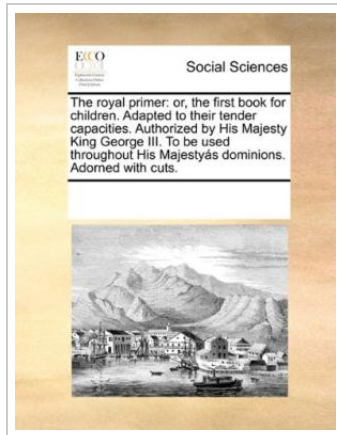 ECCO
Social Sciences
The royal primer: or, the first book for
children. Adapted to their tender
capacities. Authorized by His Majesty
King George III. To be used
throughout His Majestyás dominions.
Adorned with cuts.